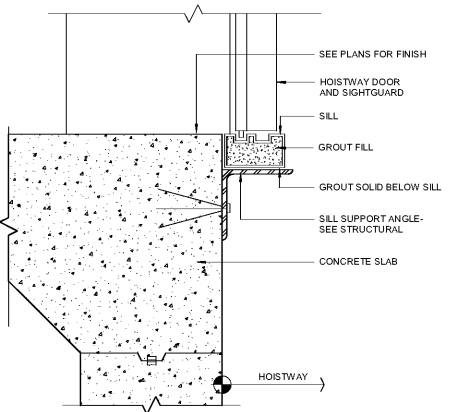 SEE PLANS FOR FINISH
HOISTWAY DOOR
AND SIGHTGUARD
SILL
GROUT FILL
GROUT SOLID BELOW SILL
SILL SUPPORT ANGLE-
SEE STRUCTURAL
CONCRETE SLAB
HOISTWAY